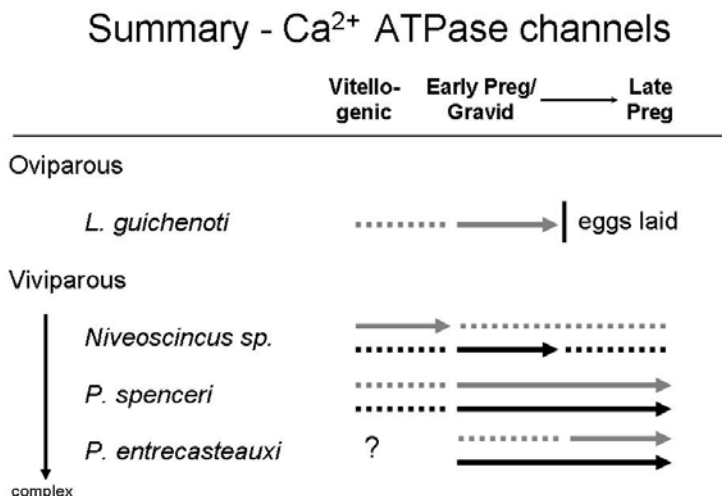 Summary - Ca²⁺ ATPase channels
Vitello- Early Preg/ Late
genic Gravid Preg
Oviparous
L. guichenoti eggs laid
Viviparous
Niveoscincus sp.
P. spenceri
P. entrecasteauxi ?
complex